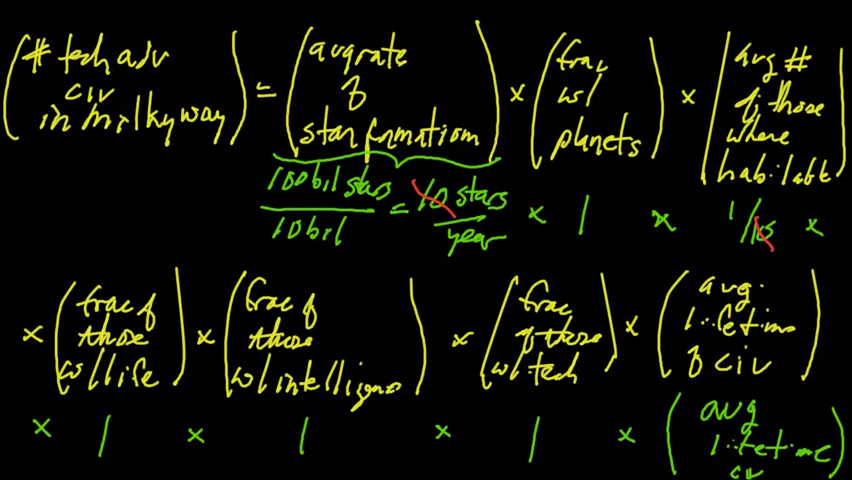 (# tech adv civ in milkyway) = (avg rate of star formation) × (frac w/ planets) × (avg # of those where habitable)
100 bil stars / 10 bil = 10 stars / year × 1 × 1/10 ×
× (frac of those w/ life) × (frac of those w/ intelligence) × (frac of those w/ tech) × (avg. lifetime of civ)
× 1 × 1 × 1 × (avg lifetime civ